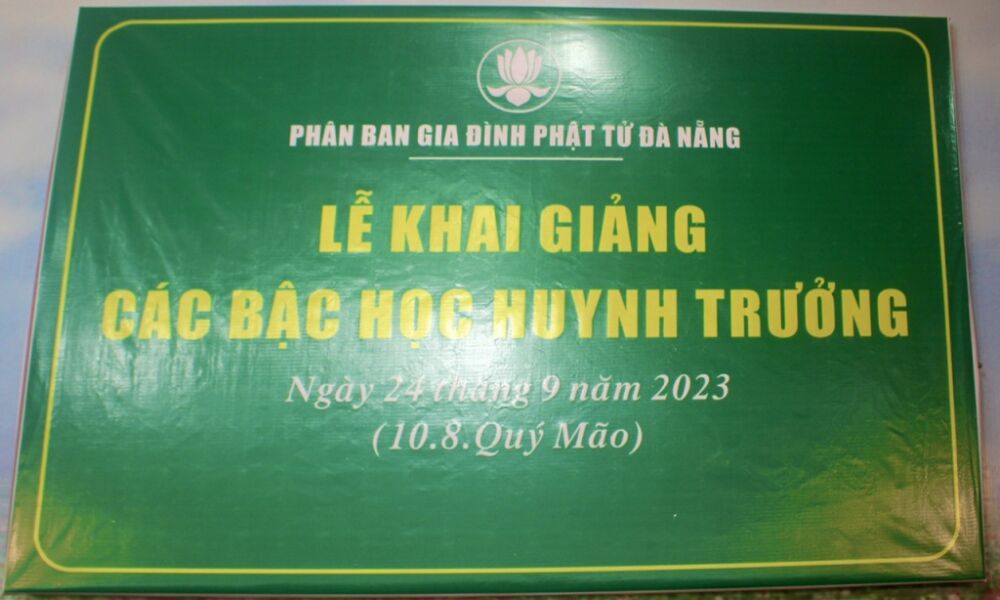 PHÂN BAN GIA ĐÌNH PHẬT TỬ ĐÀ NẴNG
LỄ KHAI GIẢNG
CÁC BẬC HỌC HUYNH TRƯỞNG
Ngày 24 tháng 9 năm 2023
(10.8.Quý Mão)